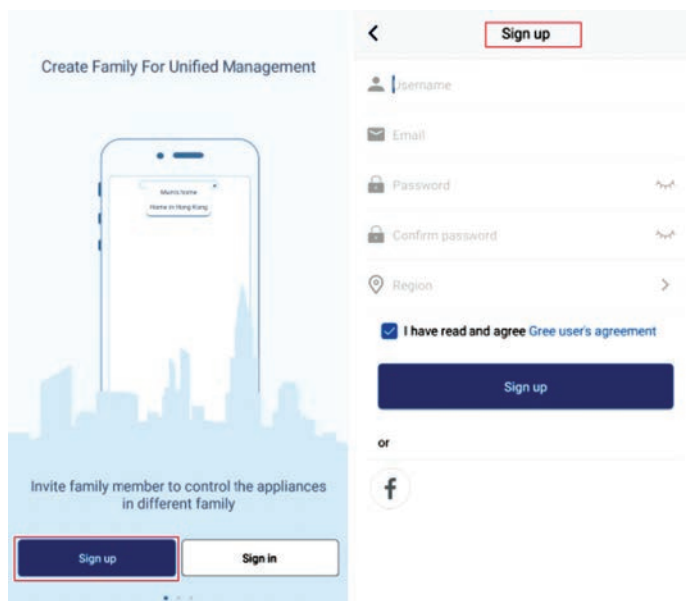 Create Family For Unified Management
Mum's home
Home in Hong Kong
Invite family member to control the appliances
in different family
Sign up
Sign in
Sign up
Username
Email
Password
Confirm password
Region
I have read and agree Gree user's agreement
Sign up
or
f